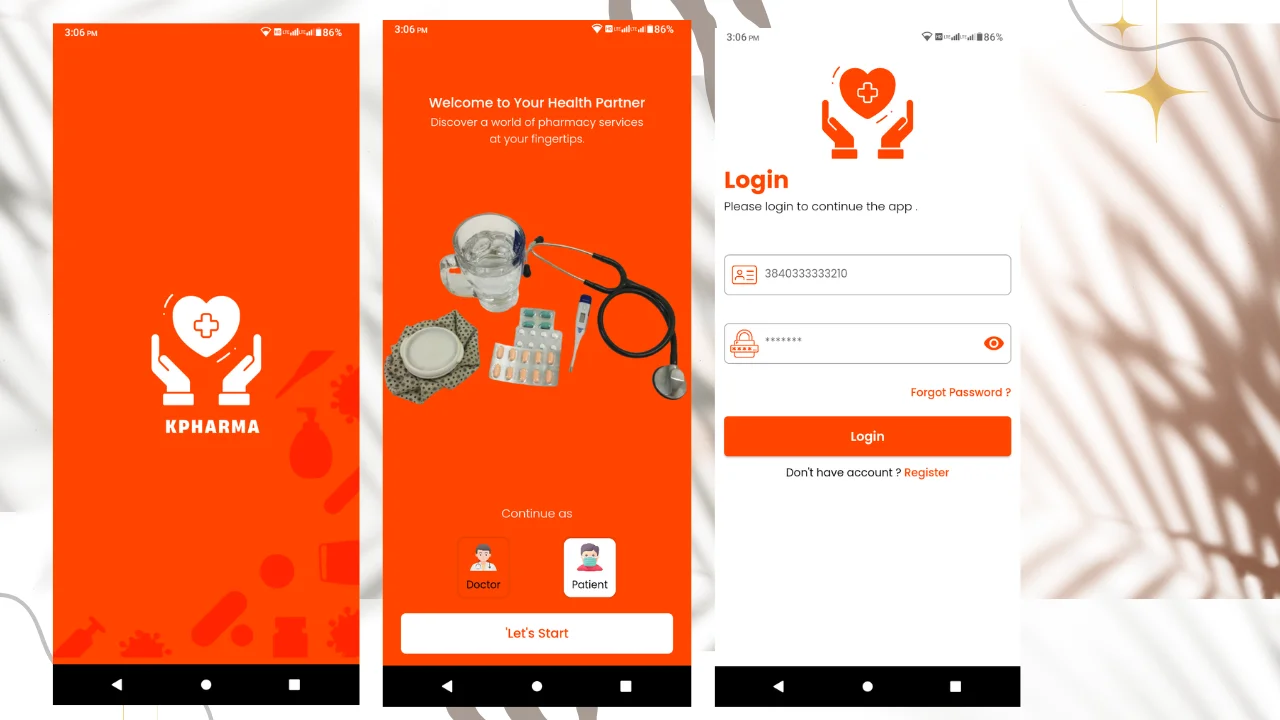 3:06 PM
86%
KPHARMA
3:06 PM
86%
Welcome to Your Health Partner
Discover a world of pharmacy services
at your fingertips.
Continue as
Doctor
Patient
'Let's Start
3:06 PM
86%
Login
Please login to continue the app .
3840333333210
*******
Forgot Password ?
Login
Don't have account ? Register